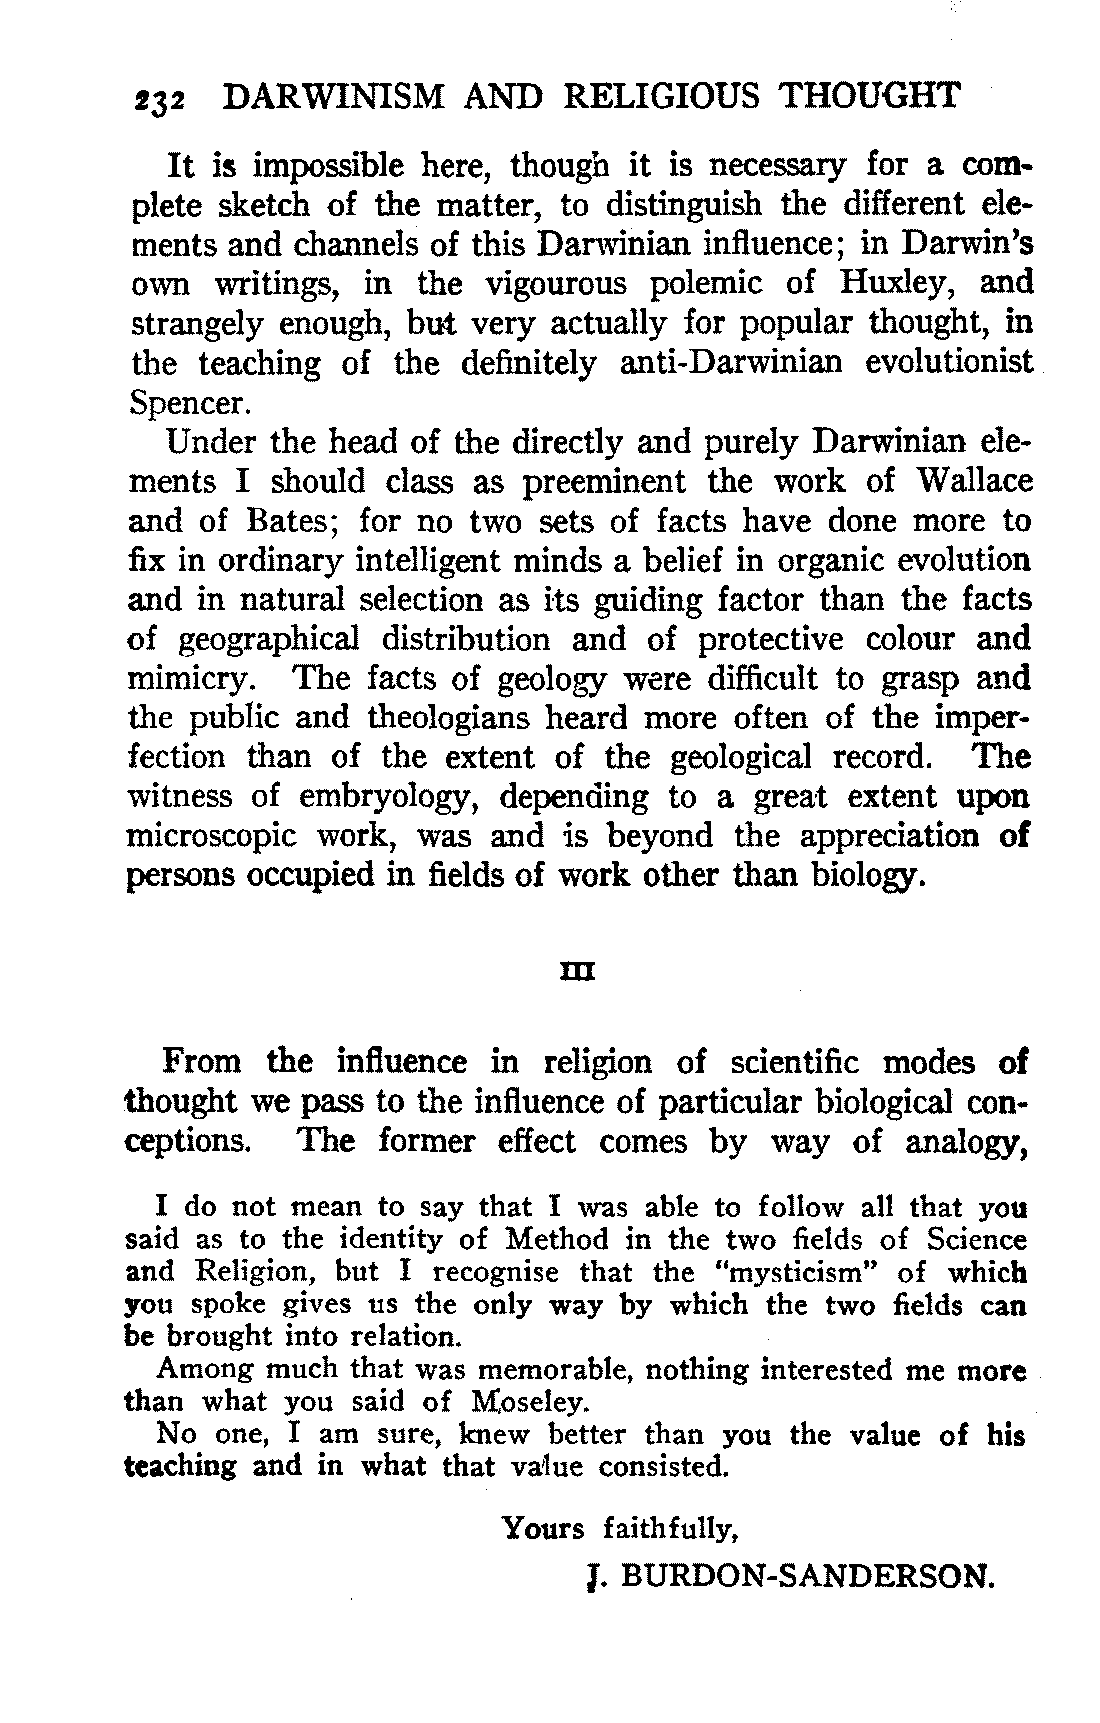 232 DARWINISM AND RELIGIOUS THOUGHT
It is impossible here, though it is necessary for a com-
plete sketch of the matter, to distinguish the different ele-
ments and channels of this Darwinian influence; in Darwin's
own writings, in the vigourous polemic of Huxley, and
strangely enough, but very actually for popular thought, in
the teaching of the definitely anti-Darwinian evolutionist
Spencer.
Under the head of the directly and purely Darwinian ele-
ments I should class as preeminent the work of Wallace
and of Bates; for no two sets of facts have done more to
fix in ordinary intelligent minds a belief in organic evolution
and in natural selection as its guiding factor than the facts
of geographical distribution and of protective colour and
mimicry. The facts of geology were difficult to grasp and
the public and theologians heard more often of the imper-
fection than of the extent of the geological record. The
witness of embryology, depending to a great extent upon
microscopic work, was and is beyond the appreciation of
persons occupied in fields of work other than biology.
III
From the influence in religion of scientific modes of
thought we pass to the influence of particular biological con-
ceptions. The former effect comes by way of analogy,
I do not mean to say that I was able to follow all that you
said as to the identity of Method in the two fields of Science
and Religion, but I recognise that the "mysticism" of which
you spoke gives us the only way by which the two fields can
be brought into relation.
Among much that was memorable, nothing interested me more
than what you said of Moseley.
No one, I am sure, knew better than you the value of his
teaching and in what that value consisted.
Yours faithfully,
J. BURDON-SANDERSON.